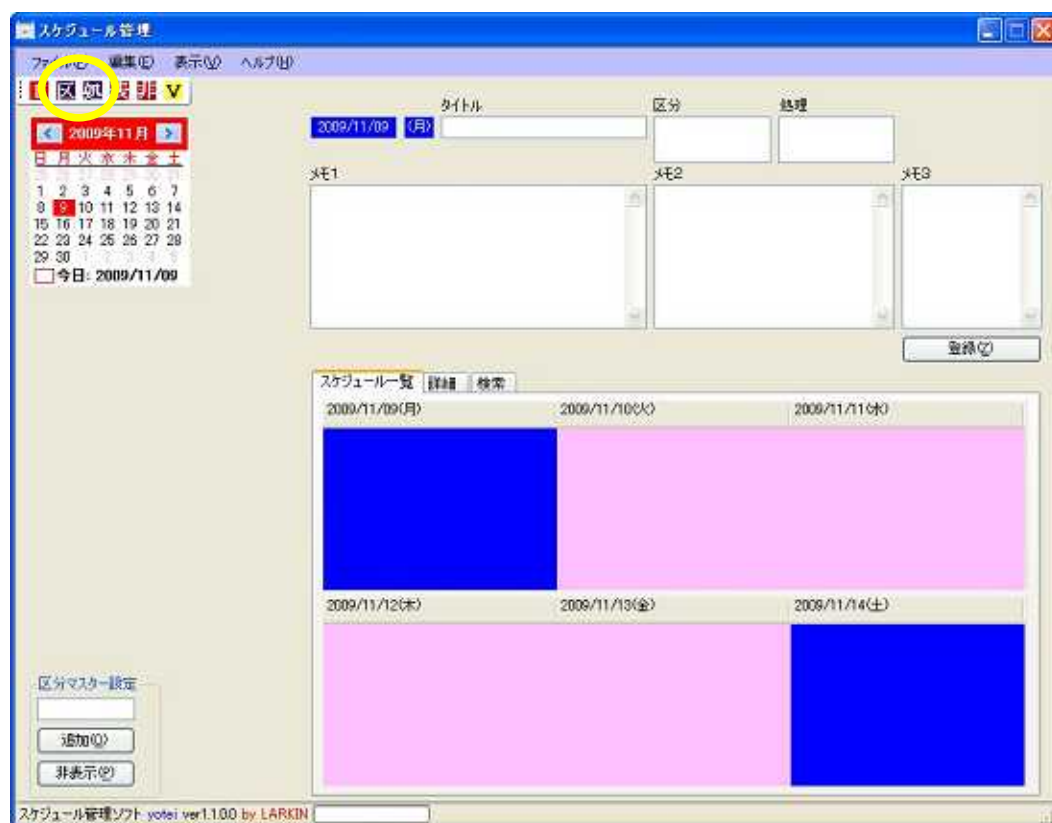 スケジュール管理
編集(E) 表示(V) ヘルプ(H)
区 処 V
2009年11月
日 月 火 水 木 金 土
1 2 3 4 5 6 7
8 9 10 11 12 13 14
15 16 17 18 19 20 21
22 23 24 25 26 27 28
29 30
今日: 2009/11/09
タイトル 区分 処理
2009/11/09 (月)
メモ1 メモ2 メモ3
登録(Z)
スケジュール一覧 詳細 検索
2009/11/09(月) 2009/11/10(火) 2009/11/11(水)
2009/11/12(木) 2009/11/13(金) 2009/11/14(土)
区分マスター設定
追加(O)
非表示(P)
スケジュール管理ソフト yotei ver1.1.0.0 by LARKIN